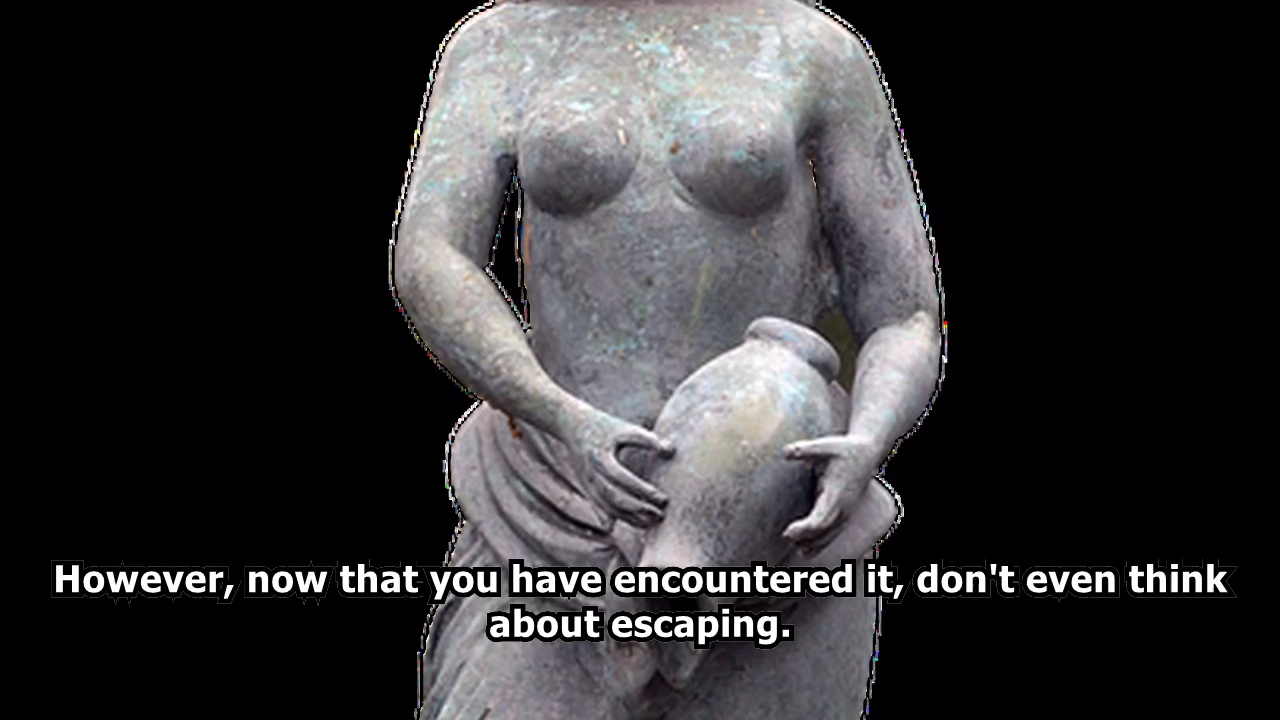 However, now that you have encountered it, don't even think
about escaping.